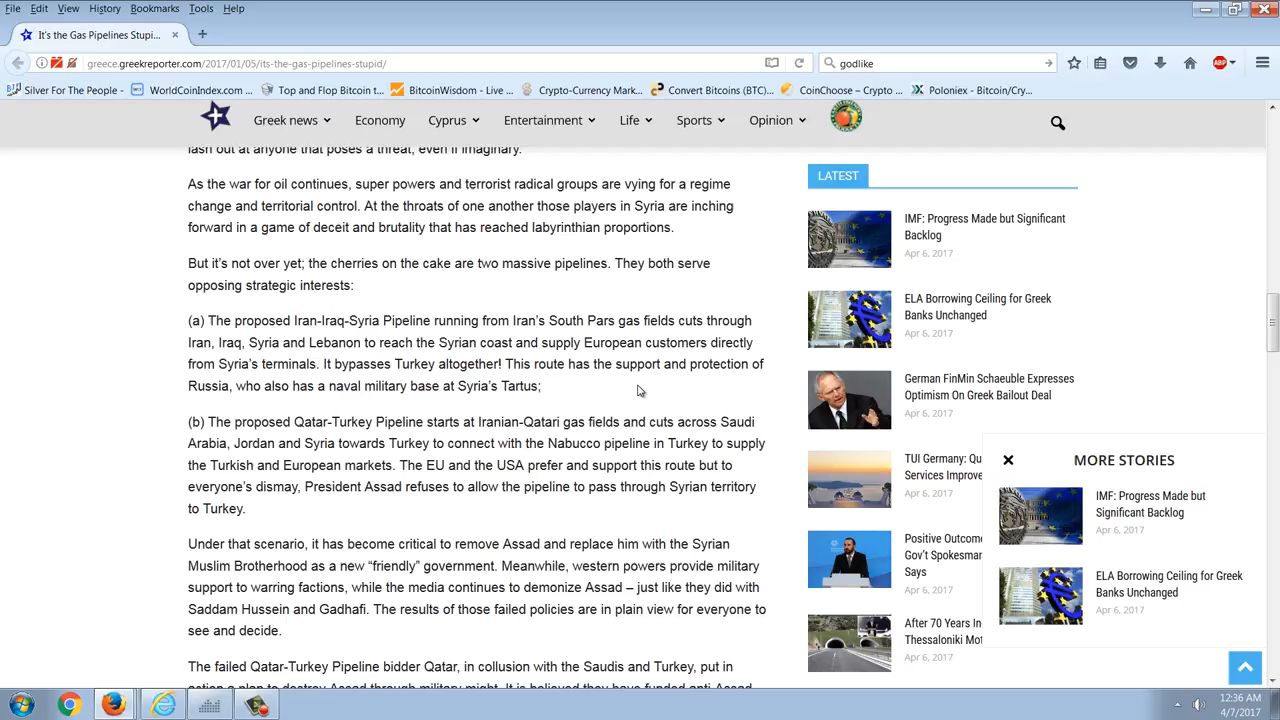 File Edit View History Bookmarks Tools Help
It's the Gas Pipelines Stupi...
greece.greekreporter.com/2017/01/05/its-the-gas-pipelines-stupid/
godlike
ABP
Silver For The People - ...
WorldCoinIndex.com ...
Top and Flop Bitcoin t...
BitcoinWisdom - Live ...
Crypto-Currency Mark...
Convert Bitcoins (BTC)...
CoinChoose – Crypto ...
Poloniex - Bitcoin/Cry...
Greek news Economy Cyprus Entertainment Life Sports Opinion
lash out at anyone that poses a threat, even if imaginary.
As the war for oil continues, super powers and terrorist radical groups are vying for a regime
change and territorial control. At the throats of one another those players in Syria are inching
forward in a game of deceit and brutality that has reached labyrinthian proportions.
But it's not over yet; the cherries on the cake are two massive pipelines. They both serve
opposing strategic interests:
(a) The proposed Iran-Iraq-Syria Pipeline running from Iran's South Pars gas fields cuts through
Iran, Iraq, Syria and Lebanon to reach the Syrian coast and supply European customers directly
from Syria's terminals. It bypasses Turkey altogether! This route has the support and protection of
Russia, who also has a naval military base at Syria's Tartus;
(b) The proposed Qatar-Turkey Pipeline starts at Iranian-Qatari gas fields and cuts across Saudi
Arabia, Jordan and Syria towards Turkey to connect with the Nabucco pipeline in Turkey to supply
the Turkish and European markets. The EU and the USA prefer and support this route but to
everyone's dismay, President Assad refuses to allow the pipeline to pass through Syrian territory
to Turkey.
Under that scenario, it has become critical to remove Assad and replace him with the Syrian
Muslim Brotherhood as a new “friendly” government. Meanwhile, western powers provide military
support to warring factions, while the media continues to demonize Assad – just like they did with
Saddam Hussein and Gadhafi. The results of those failed policies are in plain view for everyone to
see and decide.
The failed Qatar-Turkey Pipeline bidder Qatar, in collusion with the Saudis and Turkey, put in
LATEST
IMF: Progress Made but Significant
Backlog
Apr 6, 2017
ELA Borrowing Ceiling for Greek
Banks Unchanged
Apr 6, 2017
German FinMin Schaeuble Expresses
Optimism On Greek Bailout Deal
Apr 6, 2017
TUI Germany: Qu
Services Improve
Apr 6, 2017
Positive Outcome
Gov't Spokesman
Says
Apr 6, 2017
After 70 Years In
Thessaloniki Mot
Apr 6, 2017
MORE STORIES
IMF: Progress Made but
Significant Backlog
Apr 6, 2017
ELA Borrowing Ceiling for Greek
Banks Unchanged
Apr 6, 2017
12:36 AM
4/7/2017